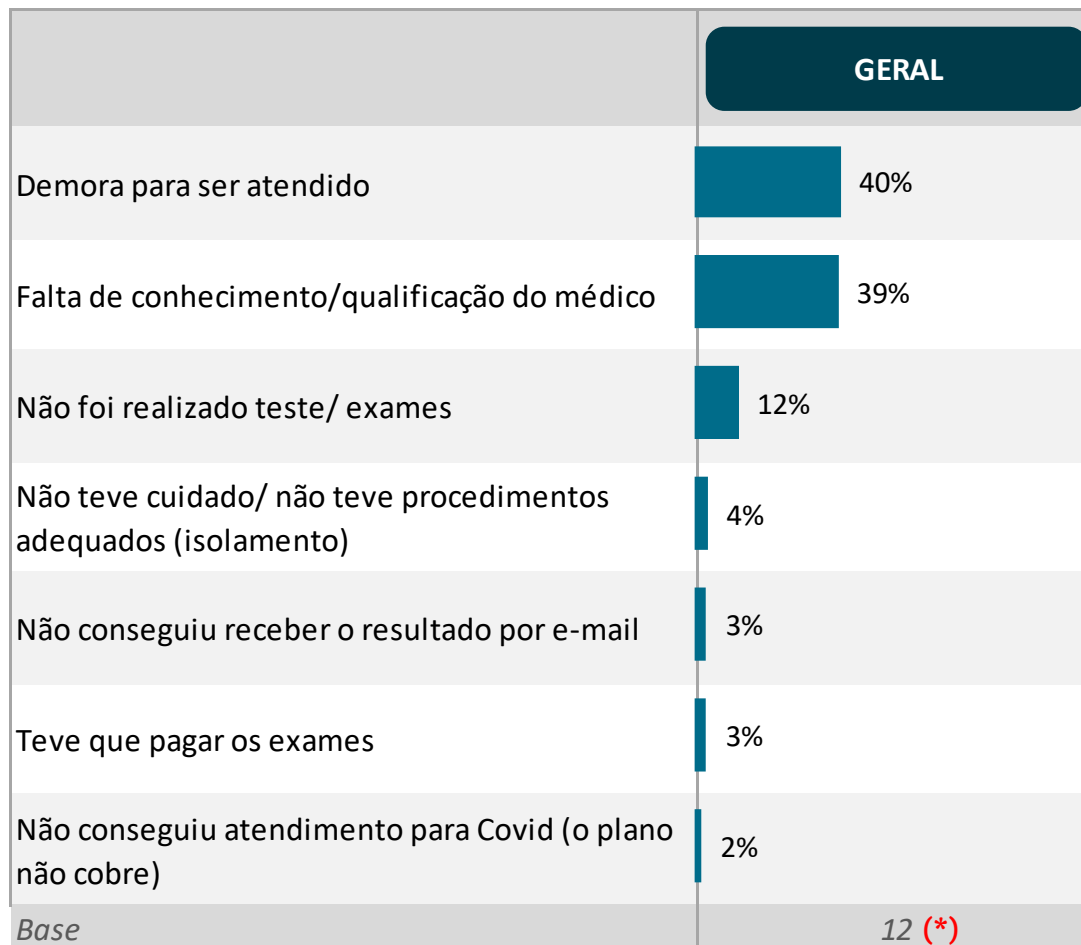 GERAL
Demora para ser atendido
40%
Falta de conhecimento/qualificação do médico
39%
Não foi realizado teste/ exames
12%
Não teve cuidado/ não teve procedimentos
adequados (isolamento)
4%
Não conseguiu receber o resultado por e-mail
3%
Teve que pagar os exames
3%
Não conseguiu atendimento para Covid (o plano
não cobre)
2%
Base
12 (*)